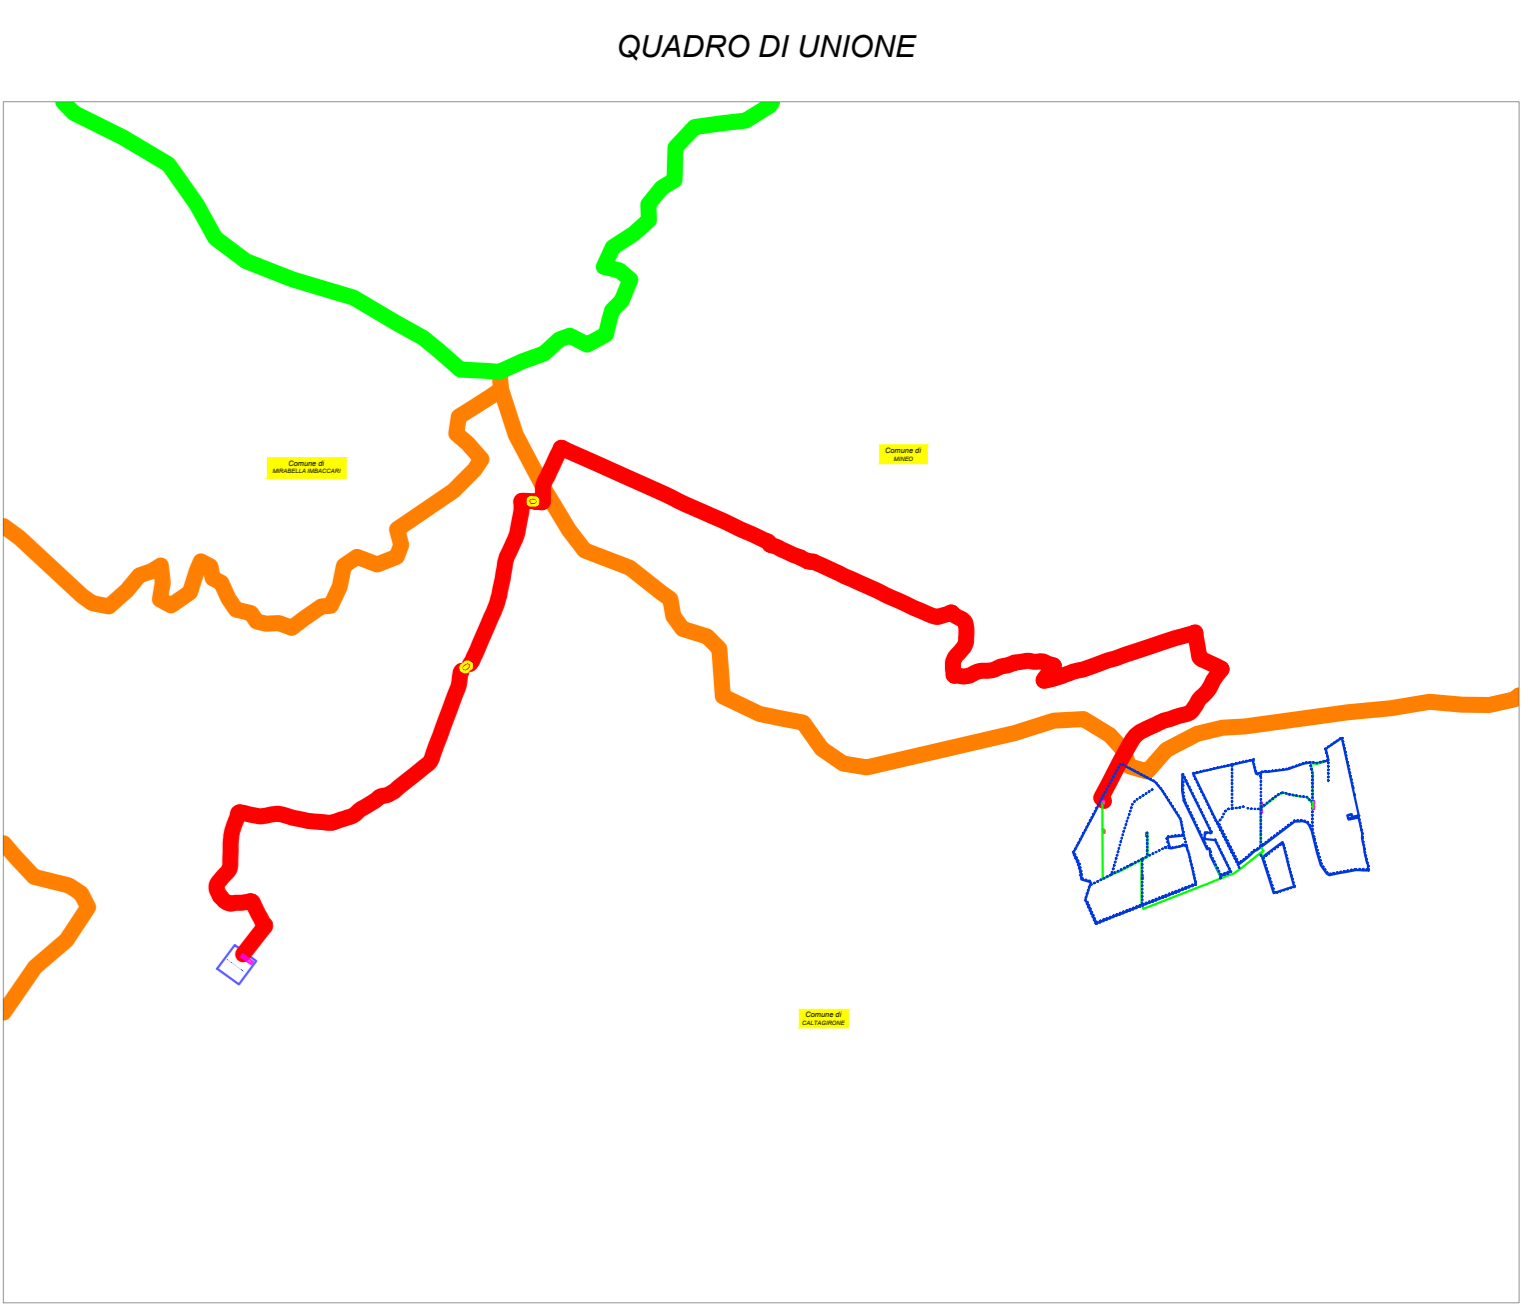 QUADRO DI UNIONE
Comune di
MINEO
Comune di
MIRABELLA IMBACCARI
Comune di
CALTAGIRONE